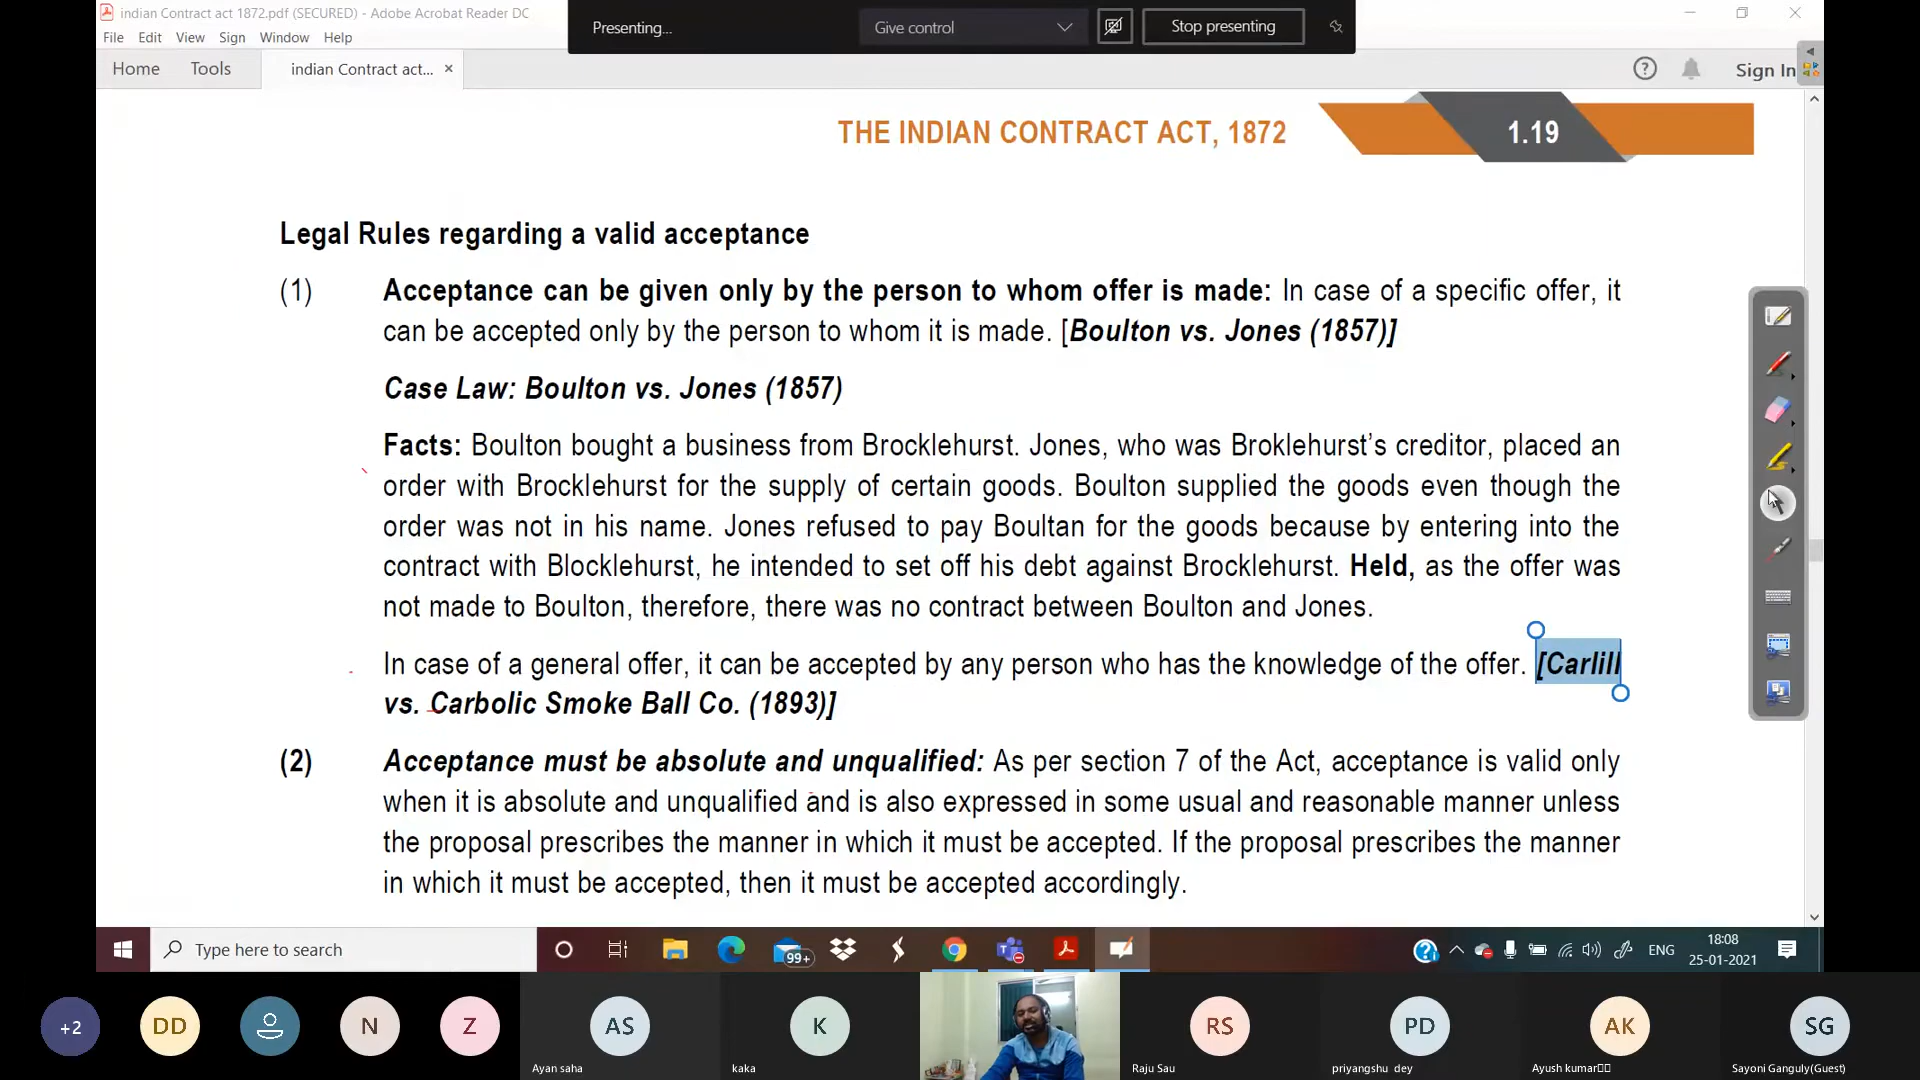 indian Contract act 1872.pdf (SECURED) - Adobe Acrobat Reader DC
Presenting...
Give control
Stop presenting
File Edit View Sign Window Help
Home Tools indian Contract act... ×
Sign In
THE INDIAN CONTRACT ACT, 1872 1.19
Legal Rules regarding a valid acceptance
(1) Acceptance can be given only by the person to whom offer is made: In case of a specific offer, it
can be accepted only by the person to whom it is made. [Boulton vs. Jones (1857)]
Case Law: Boulton vs. Jones (1857)
Facts: Boulton bought a business from Brocklehurst. Jones, who was Broklehurst's creditor, placed an
order with Brocklehurst for the supply of certain goods. Boulton supplied the goods even though the
order was not in his name. Jones refused to pay Boultan for the goods because by entering into the
contract with Blocklehurst, he intended to set off his debt against Brocklehurst. Held, as the offer was
not made to Boulton, therefore, there was no contract between Boulton and Jones.
In case of a general offer, it can be accepted by any person who has the knowledge of the offer. [Carlill
vs. Carbolic Smoke Ball Co. (1893)]
(2) Acceptance must be absolute and unqualified: As per section 7 of the Act, acceptance is valid only
when it is absolute and unqualified and is also expressed in some usual and reasonable manner unless
the proposal prescribes the manner in which it must be accepted. If the proposal prescribes the manner
in which it must be accepted, then it must be accepted accordingly.
Type here to search
99+
ENG
18:08
25-01-2021
+2 DD N Z AS K RS PD AK SG
Ayan saha kaka Raju Sau priyangshu dey Ayush kumar Sayoni Ganguly(Guest)